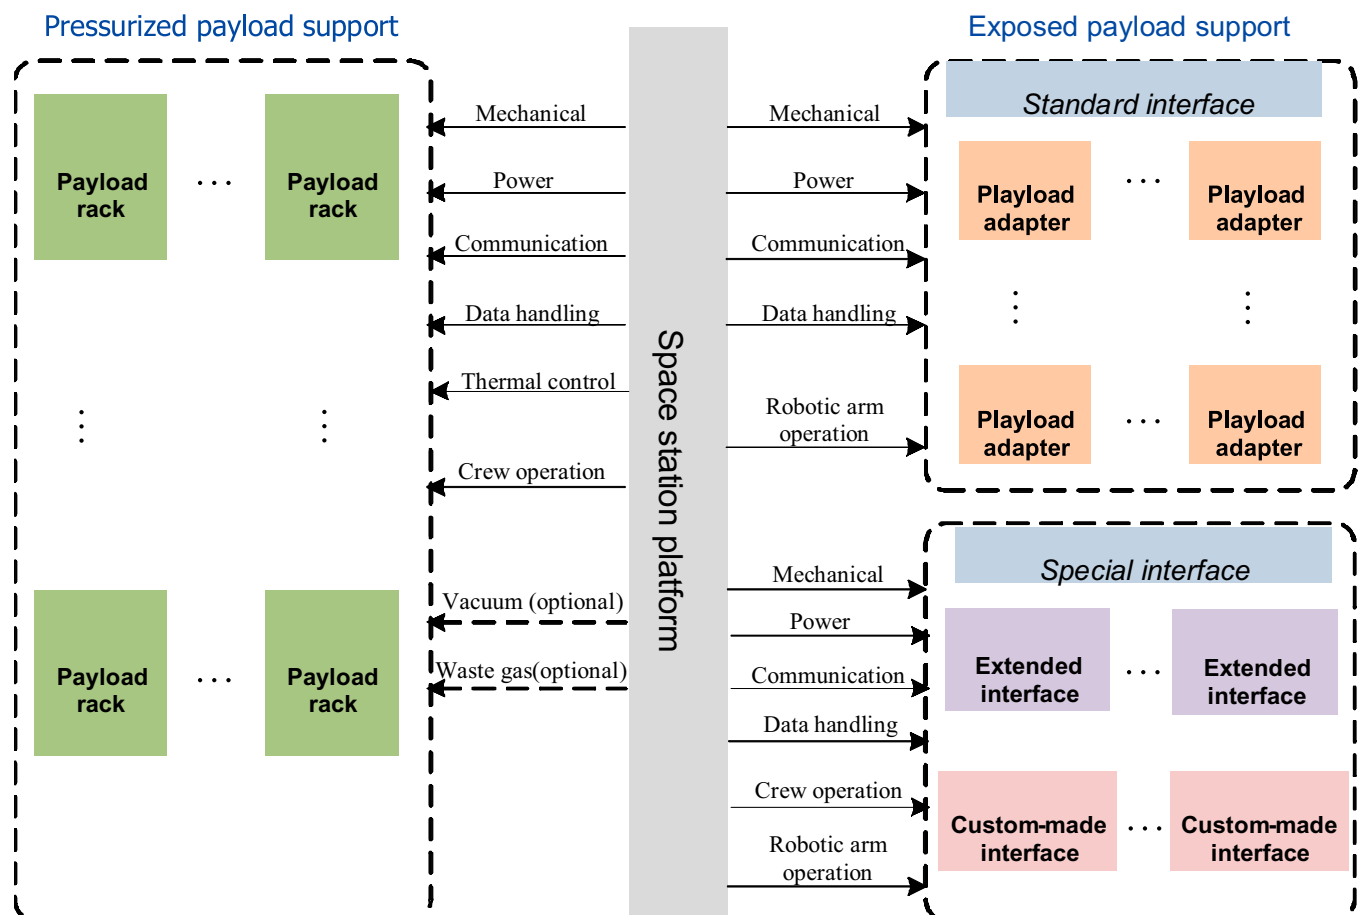 Pressurized payload support
Payload
rack
...
Payload
rack
Payload
rack
...
Payload
rack
Mechanical
Power
Communication
Data handling
Thermal control
Crew operation
Vacuum (optional)
Waste gas(optional)
Space station platform
Mechanical
Power
Communication
Data handling
Robotic arm
operation
Mechanical
Power
Communication
Data handling
Crew operation
Robotic arm
operation
Exposed payload support
Standard interface
Playload
adapter
...
Playload
adapter
Playload
adapter
...
Playload
adapter
Special interface
Extended
interface
...
Extended
interface
Custom-made
interface
...
Custom-made
interface